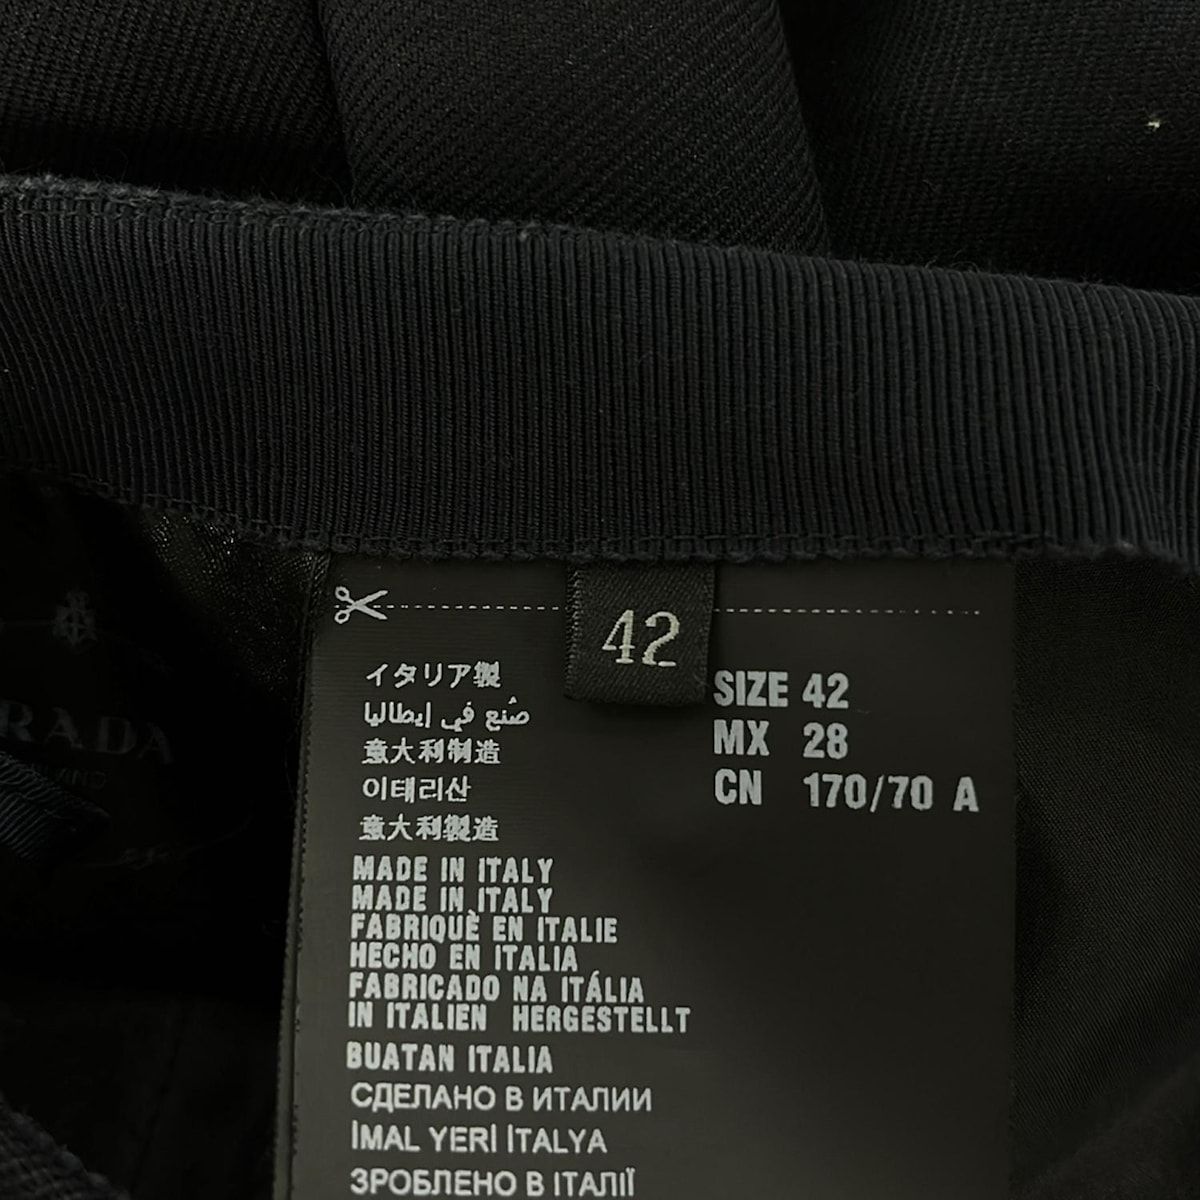 42
SIZE 42
MX 28
CN 170/70 A
イタリア製
صُنع في إيطاليا
意大利制造
이태리산
意大利製造
MADE IN ITALY
MADE IN ITALY
FABRIQUÈ EN ITALIE
HECHO EN ITALIA
FABRICADO NA ITÁLIA
IN ITALIEN HERGESTELLT
BUATAN ITALIA
СДЕЛАНО В ИТАЛИИ
İMAL YERİ İTALYA
ЗРОБЛЕНО В ІТАЛІЇ
RADA